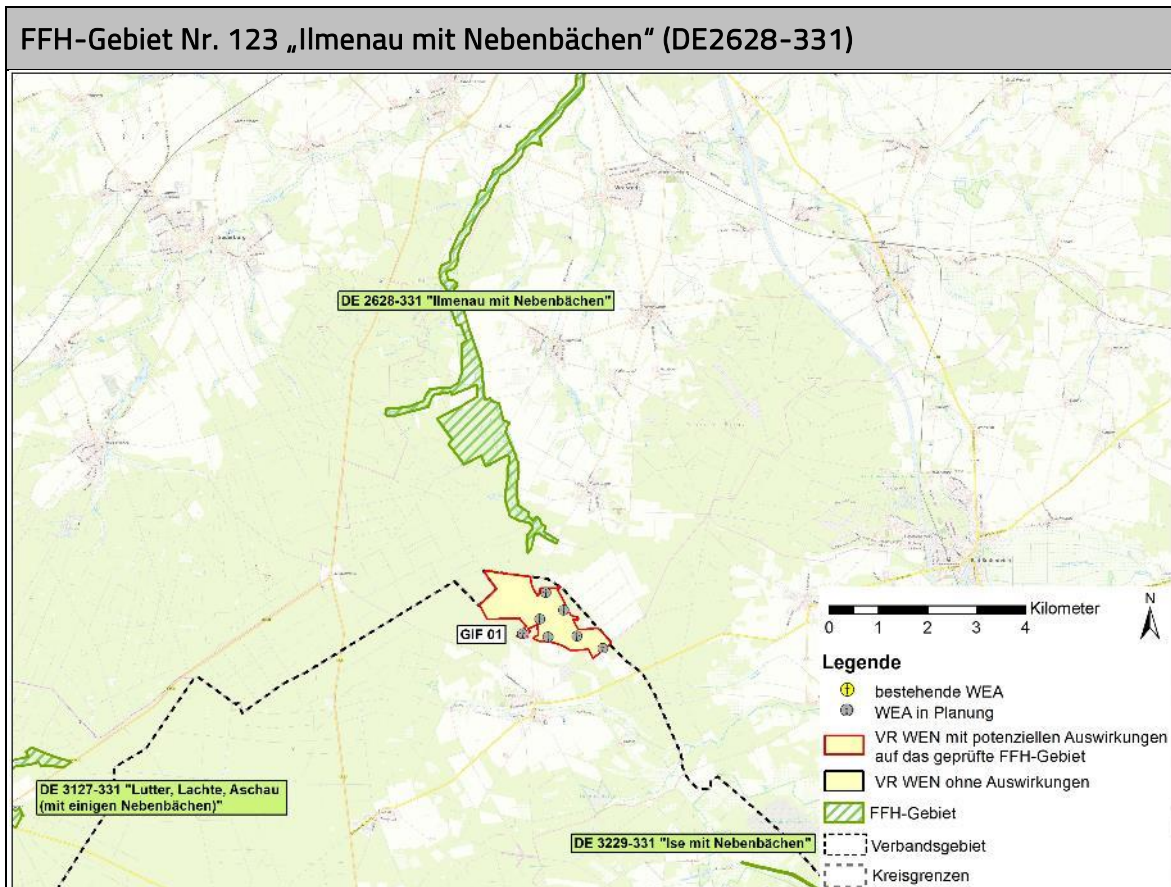 FFH-Gebiet Nr. 123 „Ilmenau mit Nebenbächen“ (DE2628-331)
DE 2628-331 "Ilmenau mit Nebenbächen"
GIF 01
DE 3127-331 "Lutter, Lachte, Aschau
(mit einigen Nebenbächen)"
DE 3229-331 "Ise mit Nebenbächen"
Kilometer
0 1 2 3 4
N
Legende
bestehende WEA
WEA in Planung
VR WEN mit potenziellen Auswirkungen
auf das geprüfte FFH-Gebiet
VR WEN ohne Auswirkungen
FFH-Gebiet
Verbandsgebiet
Kreisgrenzen